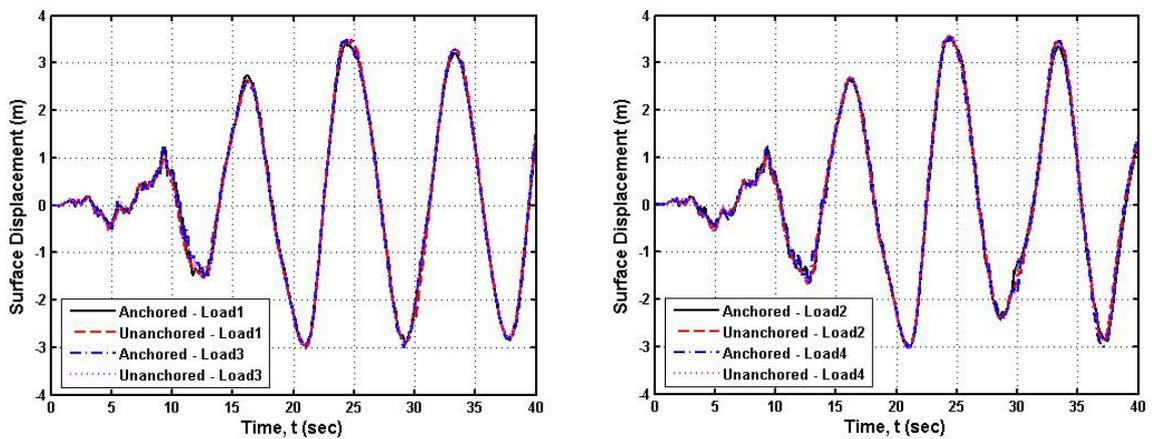 4
3
2
1
0
-1
-2
-3
-4
Surface Displacement (m)
Anchored - Load1
Unanchored - Load1
Anchored - Load3
Unanchored - Load3
0 5 10 15 20 25 30 35 40
Time, t (sec)
4
3
2
1
0
-1
-2
-3
-4
Surface Displacement (m)
Anchored - Load2
Unanchored - Load2
Anchored - Load4
Unanchored - Load4
0 5 10 15 20 25 30 35 40
Time, t (sec)